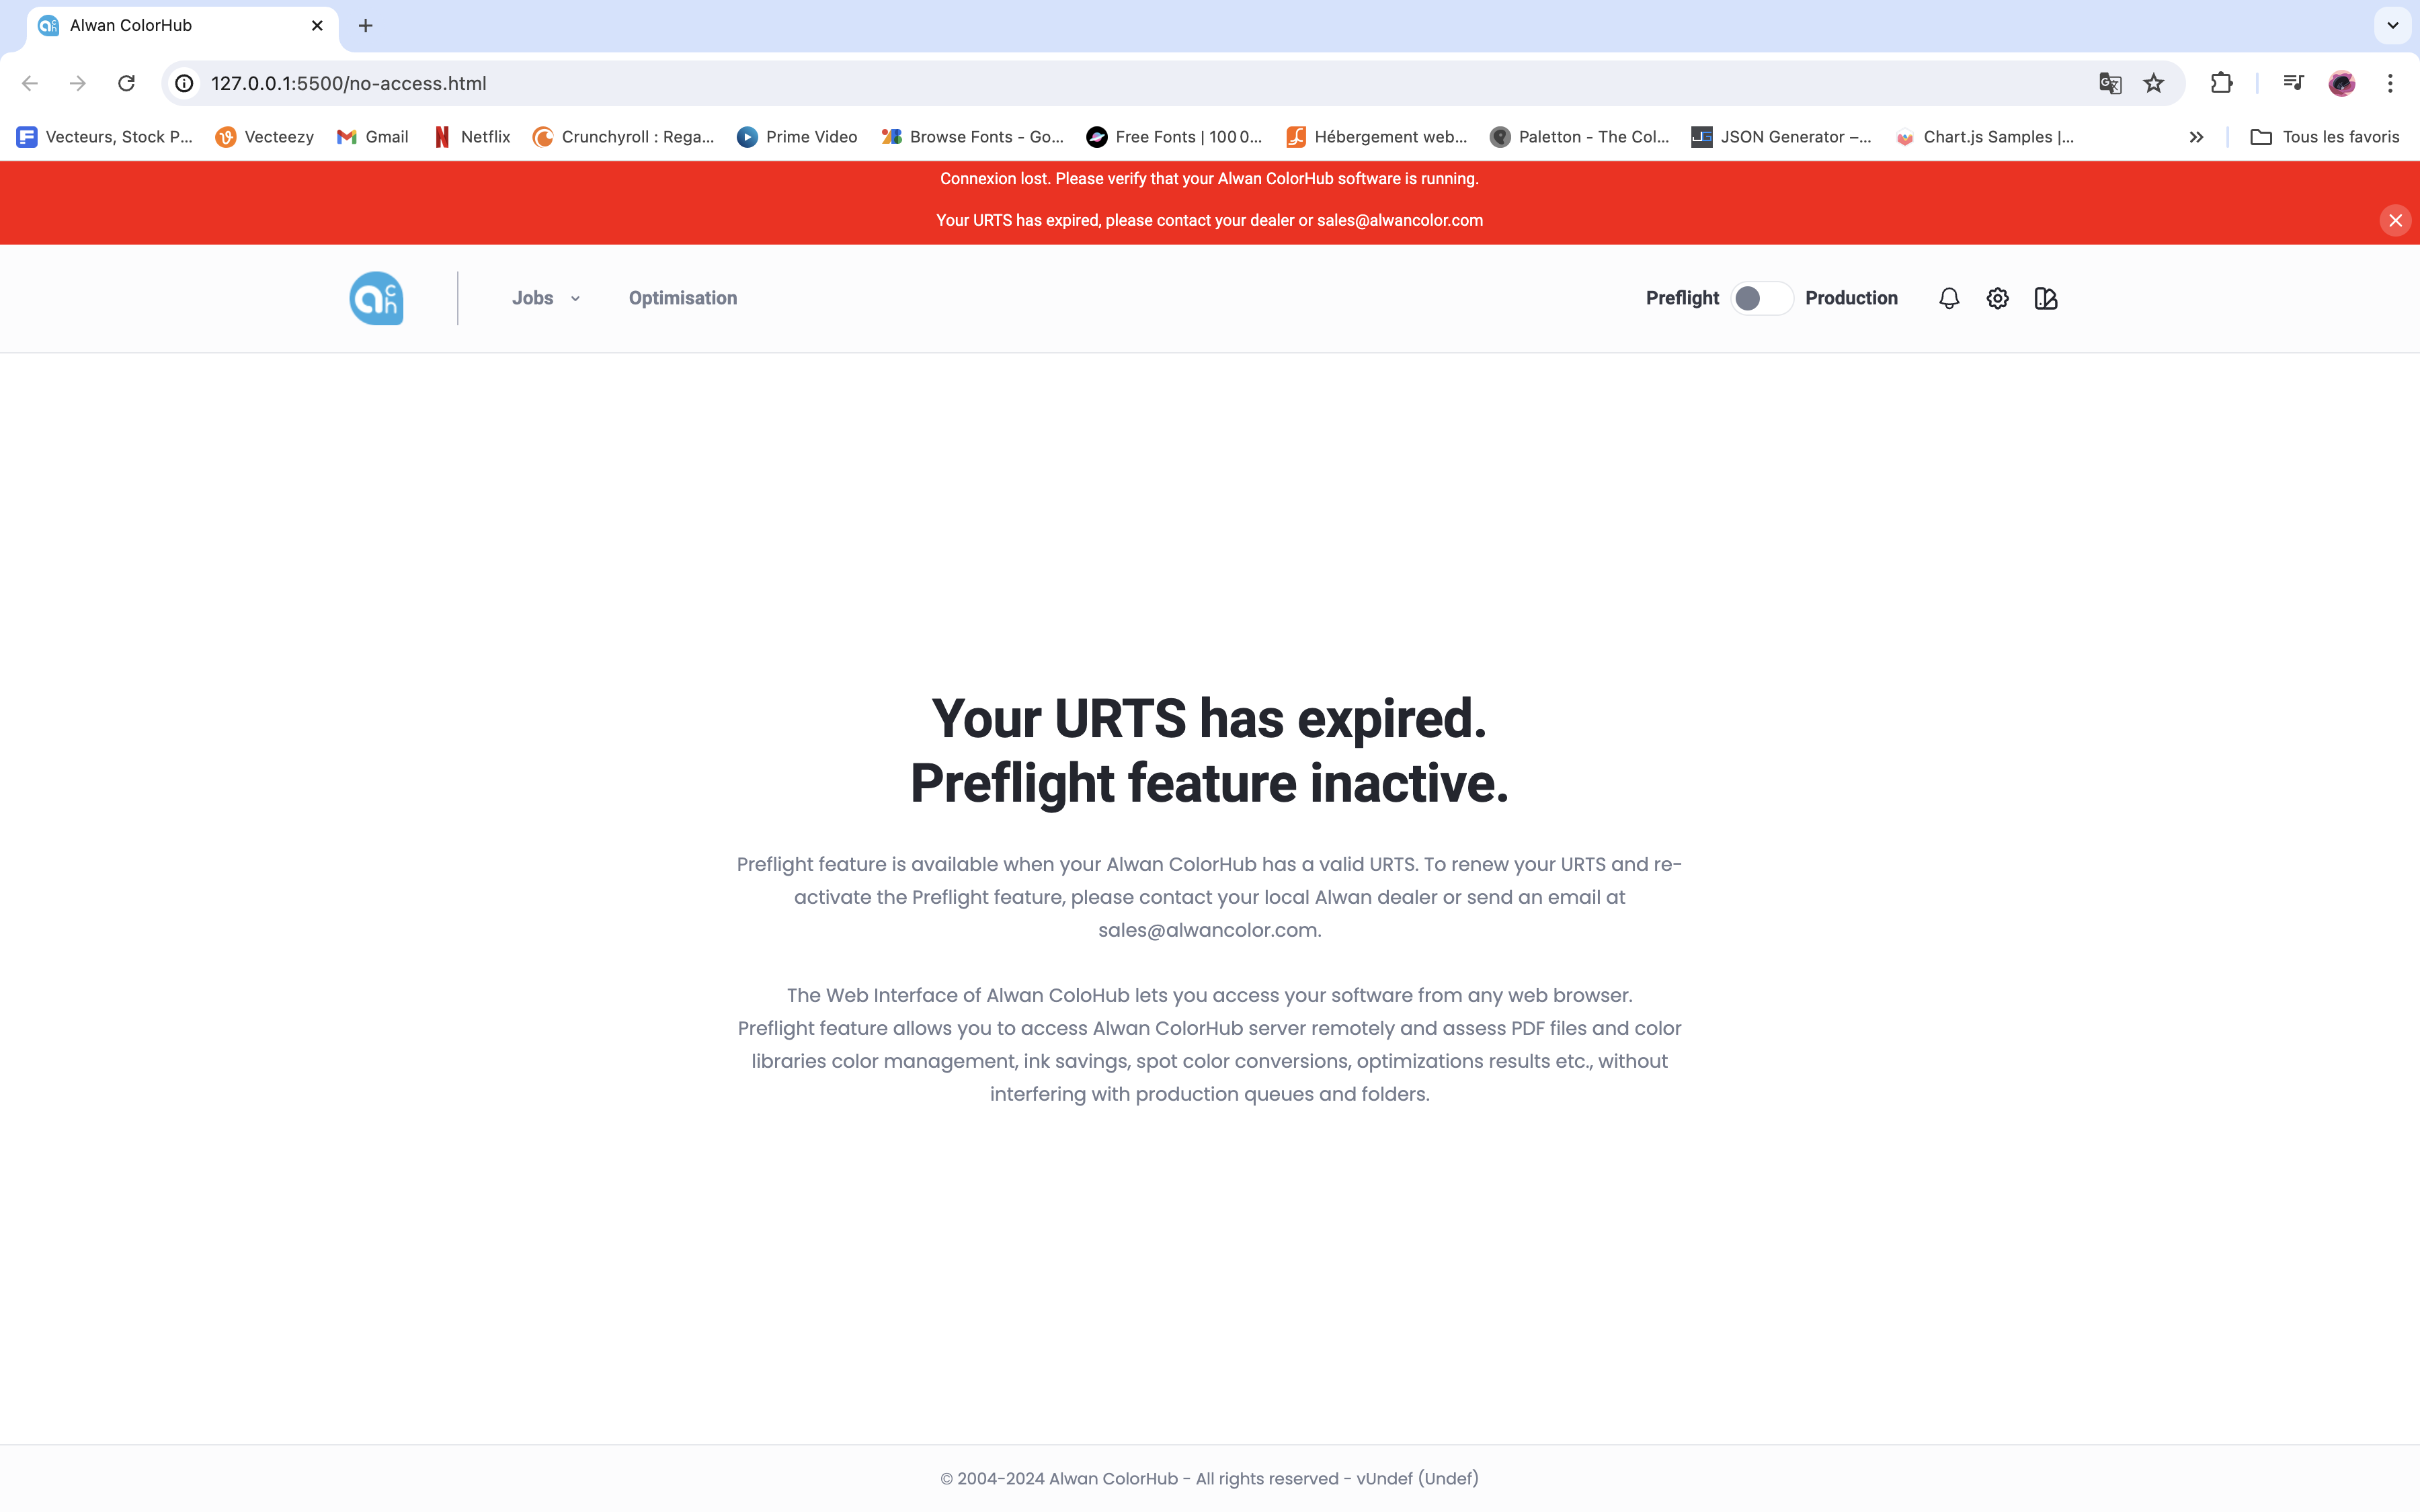 Alwan ColorHub
127.0.0.1:5500/no-access.html
Vecteurs, Stock P... Vecteezy Gmail Netflix Crunchyroll : Rega... Prime Video Browse Fonts - Go... Free Fonts | 100 0... Hébergement web... Paletton - The Col... JSON Generator –... Chart.js Samples |... Tous les favoris
Connexion lost. Please verify that your Alwan ColorHub software is running.
Your URTS has expired, please contact your dealer or sales@alwancolor.com
ach Jobs Optimisation Preflight Production
Your URTS has expired.
Preflight feature inactive.
Preflight feature is available when your Alwan ColorHub has a valid URTS. To renew your URTS and re-
activate the Preflight feature, please contact your local Alwan dealer or send an email at
sales@alwancolor.com.
The Web Interface of Alwan ColoHub lets you access your software from any web browser.
Preflight feature allows you to access Alwan ColorHub server remotely and assess PDF files and color
libraries color management, ink savings, spot color conversions, optimizations results etc., without
interfering with production queues and folders.
© 2004-2024 Alwan ColorHub - All rights reserved - vUndef (Undef)